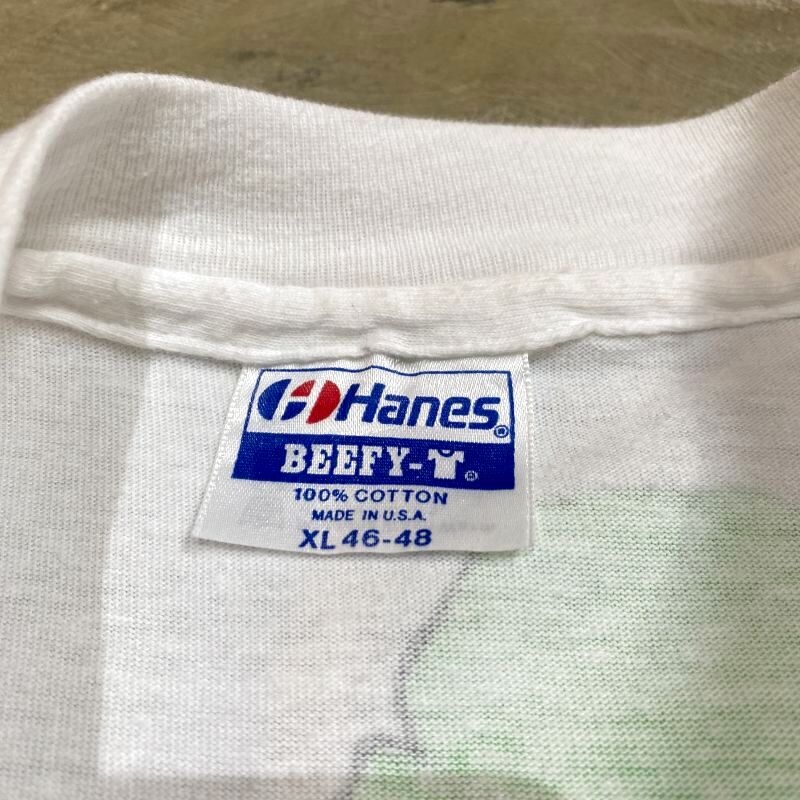 Hanes®
BEEFY-T®
100% COTTON
MADE IN U.S.A.
XL 46-48